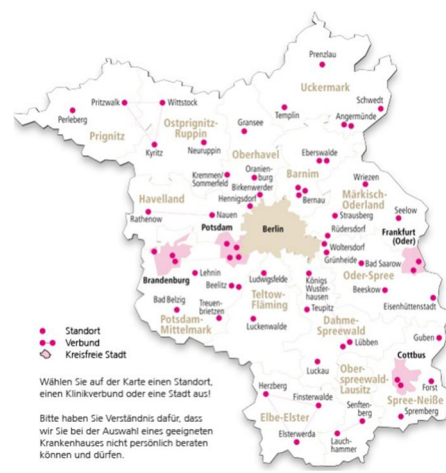 Prenzlau
Uckermark
Schwedt
Pritzwalk
Wittstock
Perleberg
Templin
Angermünde
Prignitz
Ostprignitz-
Ruppin
Gransee
Kyritz
Neuruppin
Oberhavel
Eberswalde
Kremmen/
Sommerfeld
Oranien-
burg
Barnim
Birkenwerder
Wriezen
Havelland
Hennigsdorf
Bernau
Märkisch-
Oderland
Rathenow
Nauen
Strausberg
Seelow
Potsdam
Rüdersdorf
Frankfurt
(Oder)
Berlin
Woltersdorf
Grünheide
Bad Saarow
Brandenburg
Lehnin
Ludwigsfelde
Königs
Wuster-
hausen
Oder-Spree
Beelitz
Beeskow
Bad Belzig
Treuen-
brietzen
Teltow-
Fläming
Teupitz
Eisenhüttenstadt
Potsdam-
Mittelmark
Luckenwalde
Dahme-
Spreewald
Lübben
Guben
Standort
Verbund
Kreisfreie Stadt
Cottbus
Luckau
Ober-
spreewald-
Lausitz
Forst
Spree-Neiße
Wählen Sie auf der Karte einen Standort,
einen Klinikverbund oder eine Stadt aus!
Herzberg
Finsterwalde
Senften-
berg
Spremberg
Elbe-Elster
Bitte haben Sie Verständnis dafür, dass
wir Sie bei der Auswahl eines geeigneten
Krankenhauses nicht persönlich beraten
können und dürfen.
Elsterwerda
Lauch-
hammer